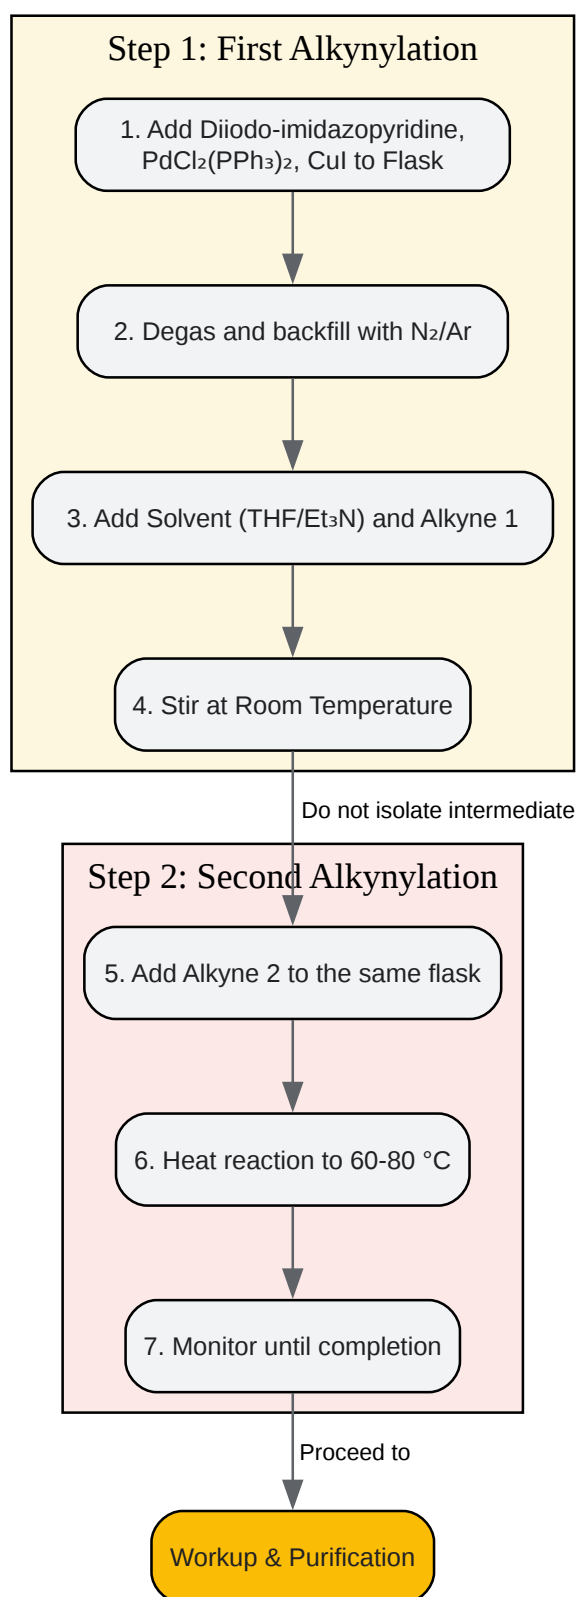 Step 1: First Alkynylation
1. Add Diiodo-imidazopyridine,
PdCl₂(PPh₃)₂, CuI to Flask
2. Degas and backfill with N₂/Ar
3. Add Solvent (THF/Et₃N) and Alkyne 1
4. Stir at Room Temperature
Do not isolate intermediate
Step 2: Second Alkynylation
5. Add Alkyne 2 to the same flask
6. Heat reaction to 60-80 °C
7. Monitor until completion
Proceed to
Workup & Purification